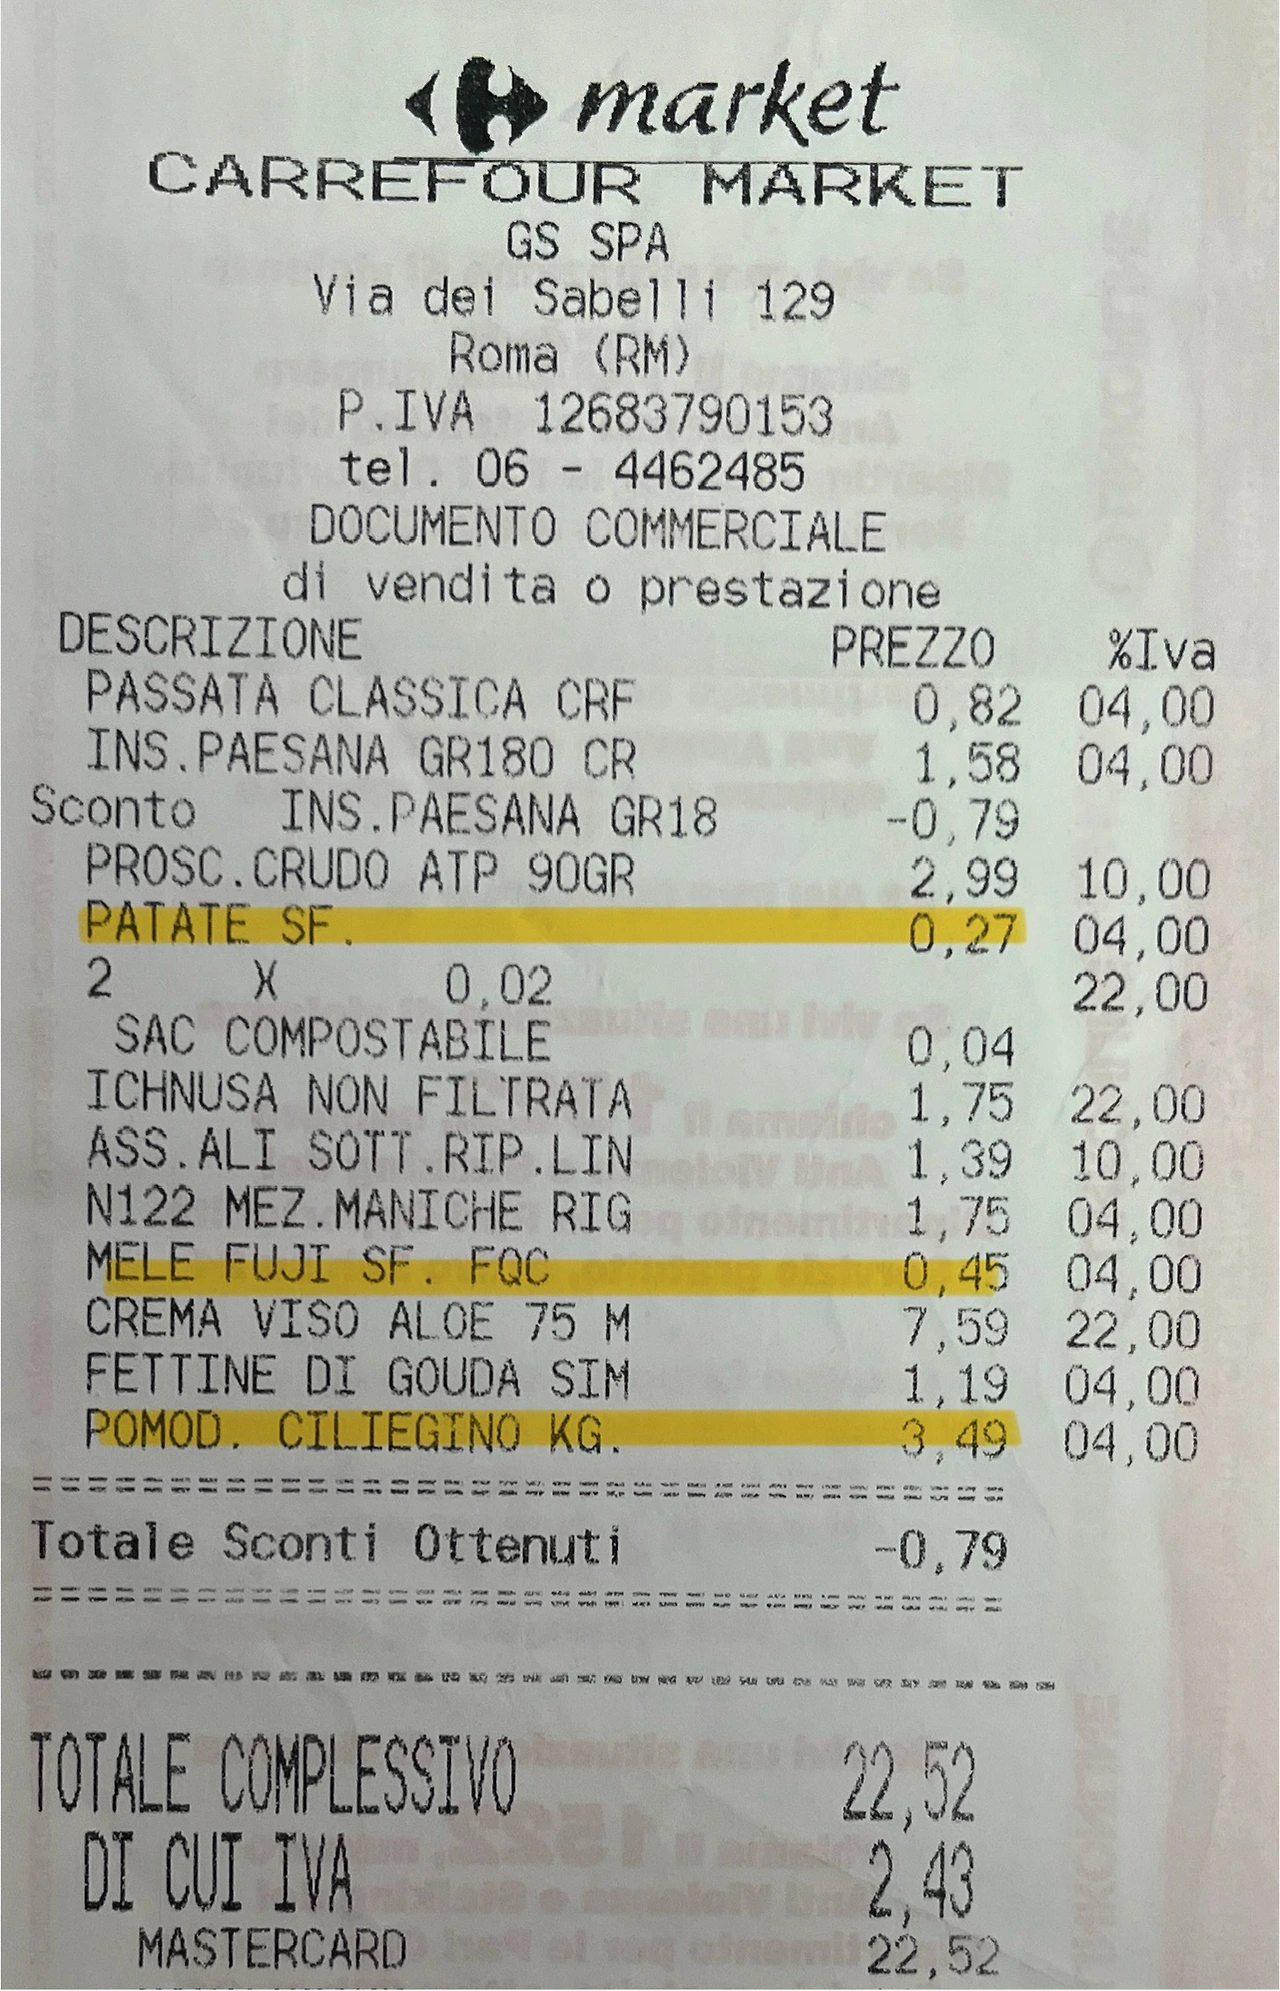 market
CARREFOUR MARKET
GS SPA
Via dei Sabelli 129
Roma (RM)
P.IVA 12683790153
tel. 06 - 4462485
DOCUMENTO COMMERCIALE
di vendita o prestazione
DESCRIZIONE PREZZO %Iva
PASSATA CLASSICA CRF 0,82 04,00
INS.PAESANA GR180 CR 1,58 04,00
Sconto INS.PAESANA GR18 -0,79
PROSC.CRUDO ATP 90GR 2,99 10,00
PATATE SF. 0,27 04,00
2 X 0,02 22,00
SAC COMPOSTABILE 0,04
ICHNUSA NON FILTRATA 1,75 22,00
ASS.ALI SOTT.RIP.LIN 1,39 10,00
N122 MEZ.MANICHE RIG 1,75 04,00
MELE FUJI SF. FQC 0,45 04,00
CREMA VISO ALOE 75 M 7,59 22,00
FETTINE DI GOUDA SIM 1,19 04,00
POMOD. CILIEGINO KG. 3,49 04,00
Totale Sconti Ottenuti -0,79
TOTALE COMPLESSIVO 22,52
DI CUI IVA 2,43
MASTERCARD 22,52